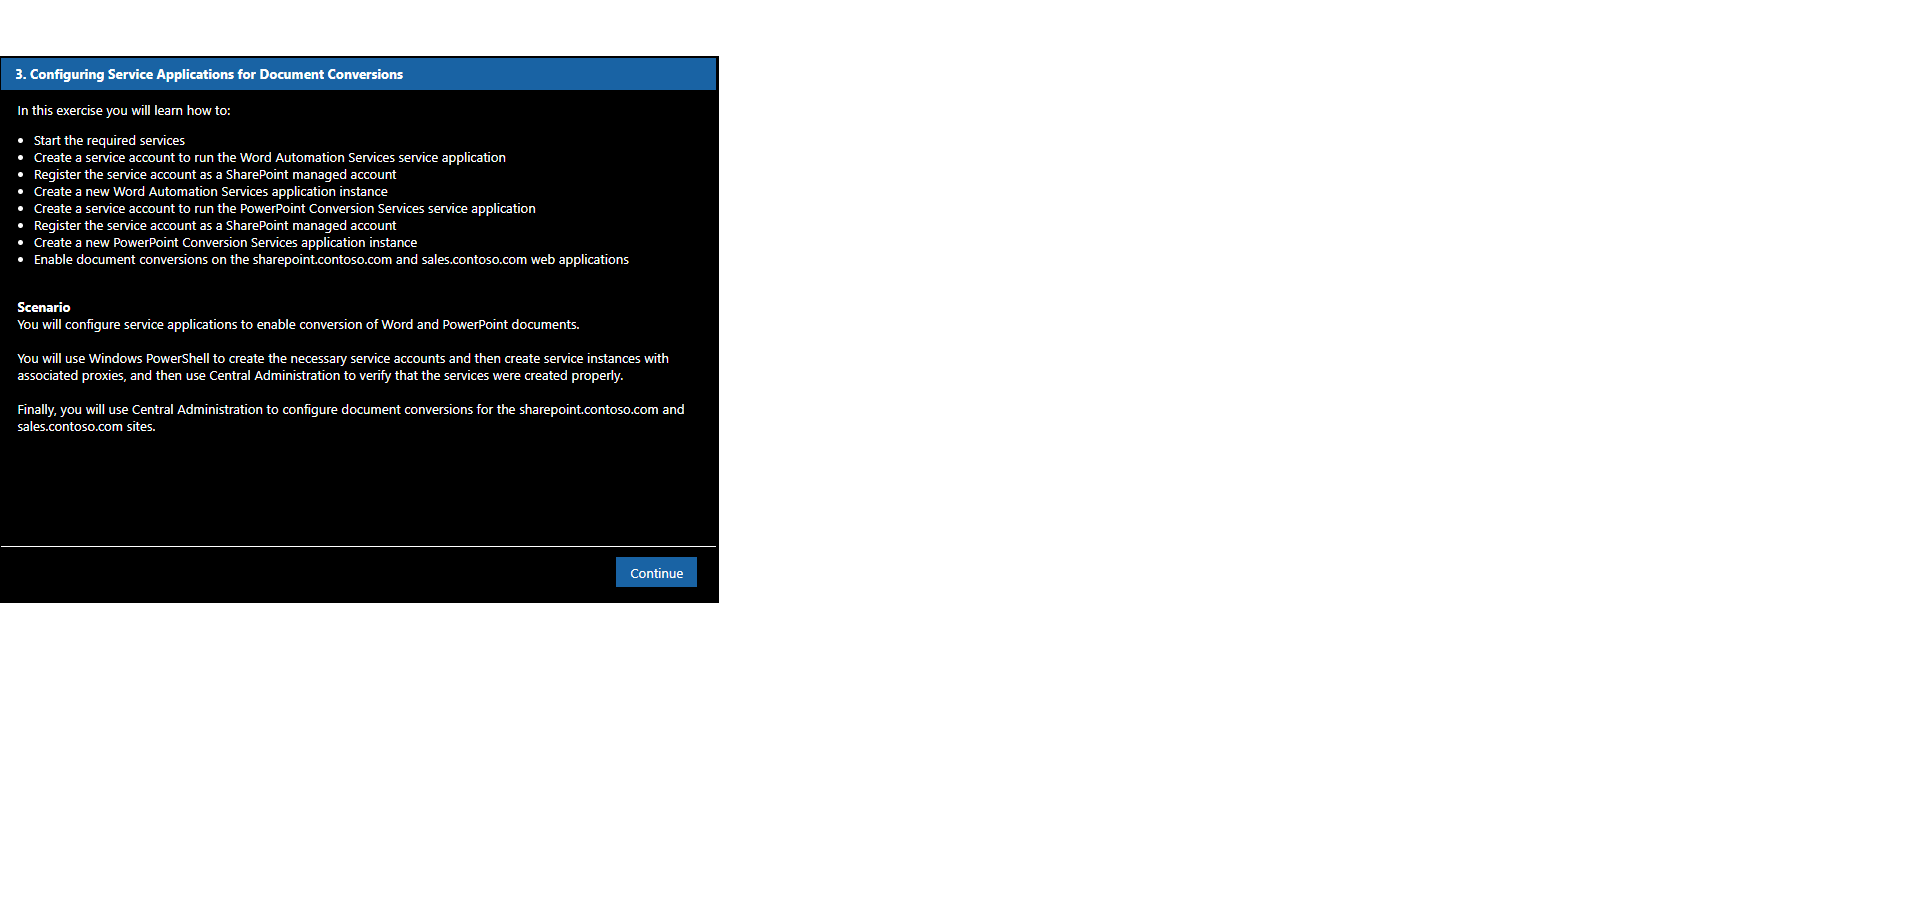 3. Configuring Service Applications for Document Conversions
In this exercise you will learn how to:
• Start the required services
• Create a service account to run the Word Automation Services service application
• Register the service account as a SharePoint managed account
• Create a new Word Automation Services application instance
• Create a service account to run the PowerPoint Conversion Services service application
• Register the service account as a SharePoint managed account
• Create a new PowerPoint Conversion Services application instance
• Enable document conversions on the sharepoint.contoso.com and sales.contoso.com web applications
Scenario
You will configure service applications to enable conversion of Word and PowerPoint documents.
You will use Windows PowerShell to create the necessary service accounts and then create service instances with
associated proxies, and then use Central Administration to verify that the services were created properly.
Finally, you will use Central Administration to configure document conversions for the sharepoint.contoso.com and
sales.contoso.com sites.
Continue